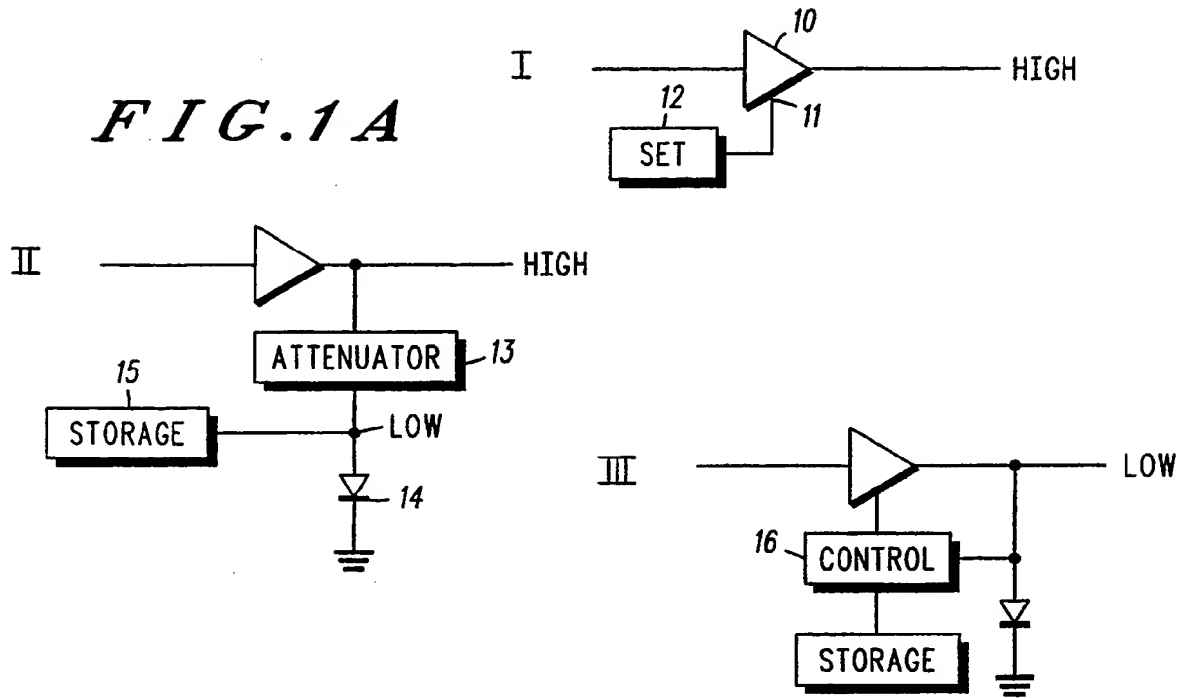 I
10
HIGH
FIG.1A
12
11
SET
II
HIGH
ATTENUATOR
13
15
STORAGE
LOW
14
III
LOW
16
CONTROL
STORAGE